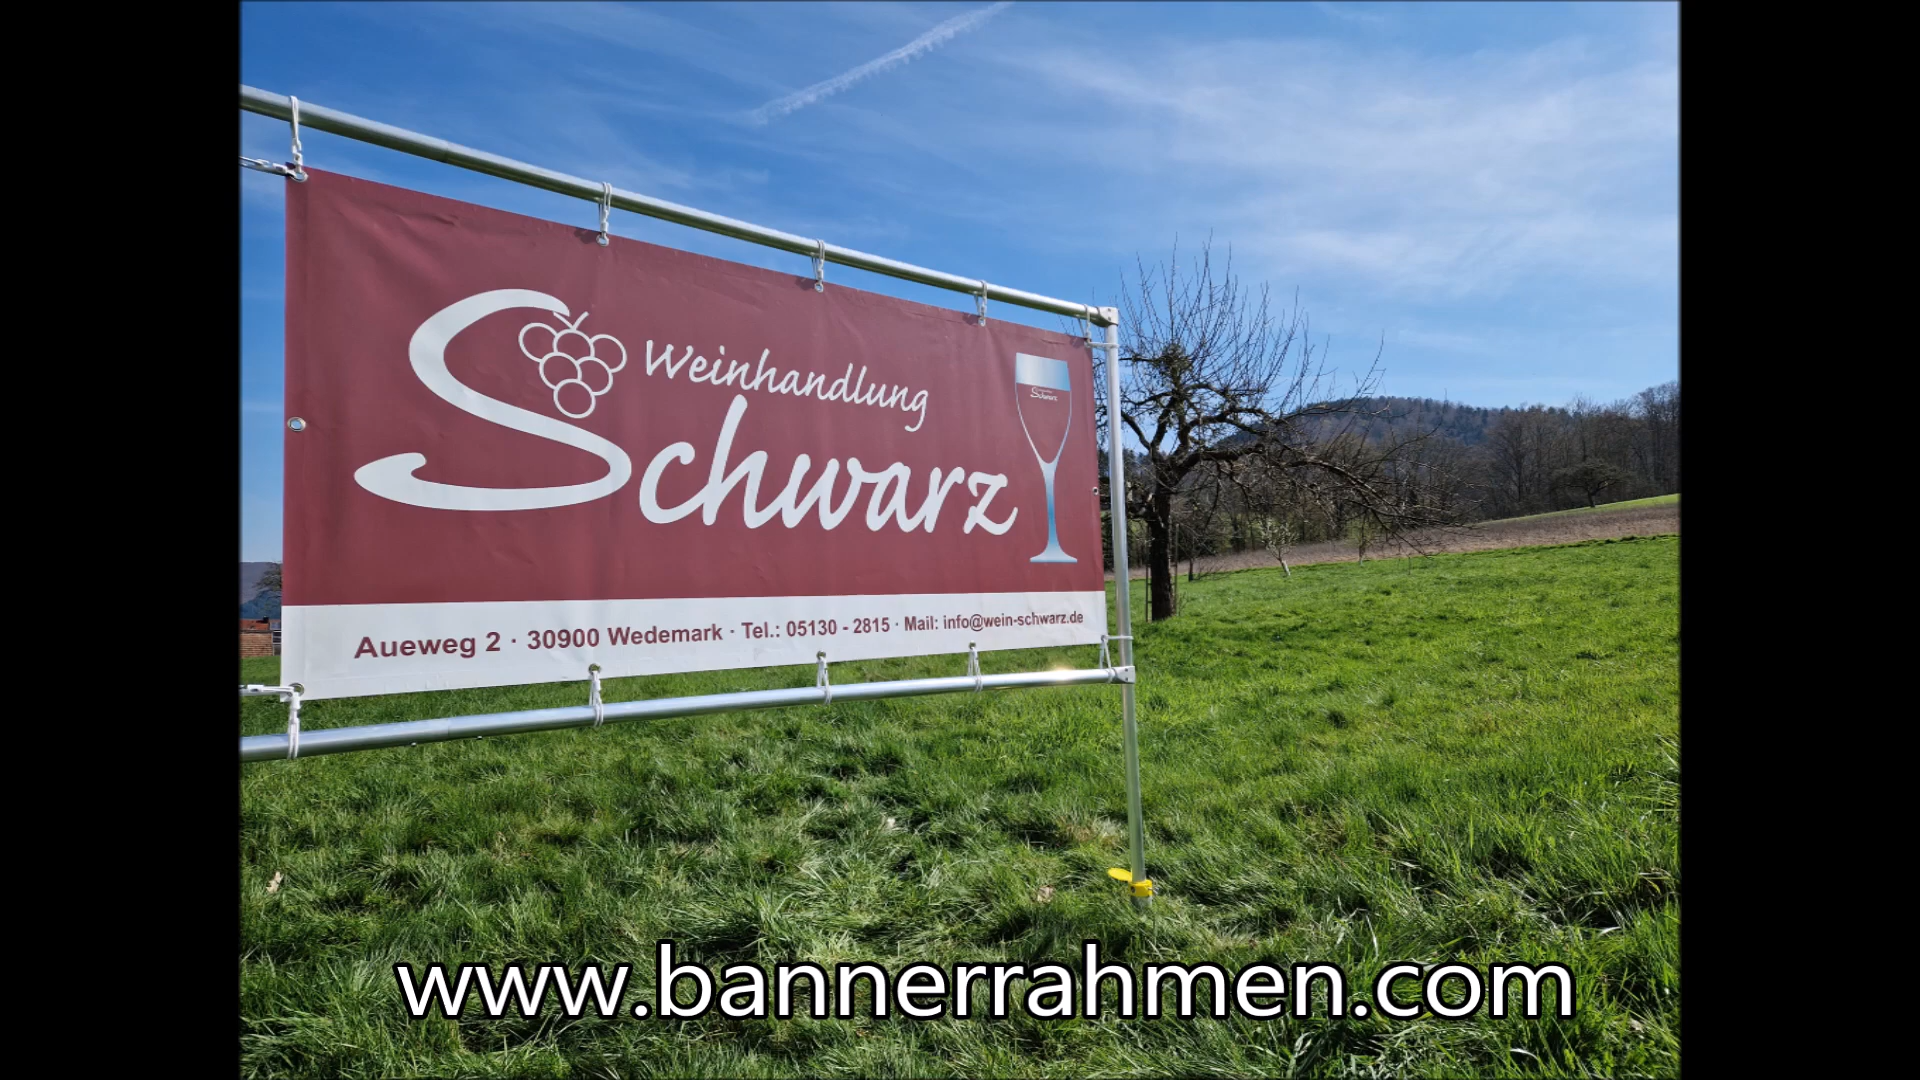 Weinhandlung
Schwarz
Schwarz
Aueweg 2 · 30900 Wedemark · Tel.: 05130 - 2815 · Mail: info@wein-schwarz.de
www.bannerrahmen.com